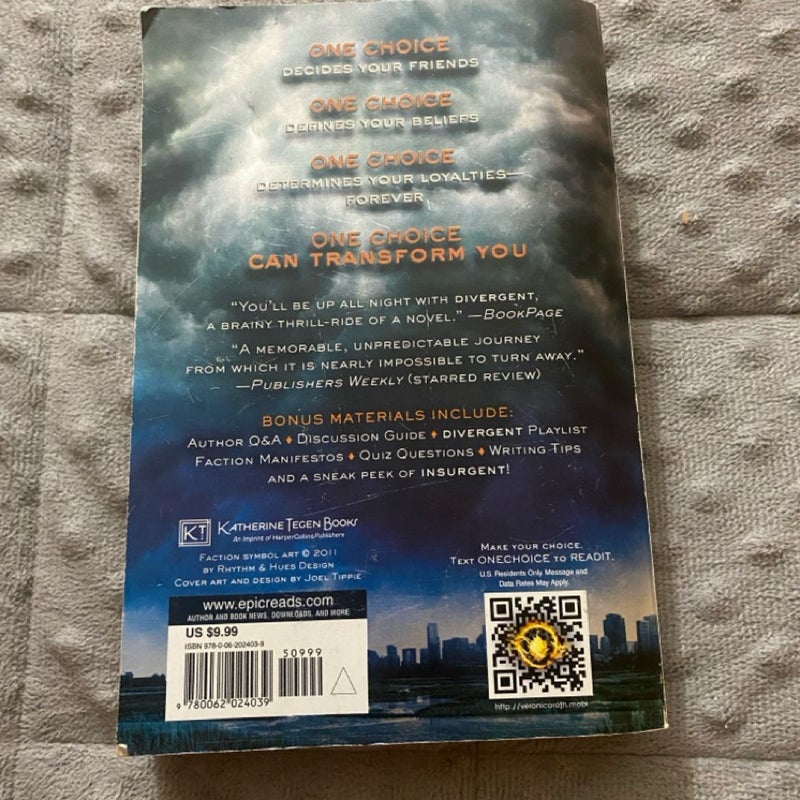 ONE CHOICE
DECIDES YOUR FRIENDS
ONE CHOICE
DEFINES YOUR BELIEFS
ONE CHOICE
DETERMINES YOUR LOYALTIES—
FOREVER
ONE CHOICE
CAN TRANSFORM YOU
“YOU’LL BE UP ALL NIGHT WITH DIVERGENT,
A BRAINY THRILL-RIDE OF A NOVEL.” —BOOKPAGE
“A MEMORABLE, UNPREDICTABLE JOURNEY
FROM WHICH IT IS NEARLY IMPOSSIBLE TO TURN AWAY.”
—PUBLISHERS WEEKLY (STARRED REVIEW)
BONUS MATERIALS INCLUDE:
AUTHOR Q&A ♦ DISCUSSION GUIDE ♦ DIVERGENT PLAYLIST
FACTION MANIFESTOS ♦ QUIZ QUESTIONS ♦ WRITING TIPS
AND A SNEAK PEEK OF INSURGENT!
KT KATHERINE TEGEN BOOKS
An Imprint of HarperCollinsPublishers
FACTION SYMBOL ART © 2011
BY RHYTHM & HUES DESIGN
COVER ART AND DESIGN BY JOEL TIPPIE
www.epicreads.com
AUTHOR AND BOOK NEWS, DOWNLOADS, AND MORE
US $9.99
ISBN 978-0-06-202403-9
50999
9 780062 024039
MAKE YOUR CHOICE.
TEXT ONECHOICE TO READIT.
U.S. Residents Only. Message and
Data Rates May Apply.
http://veronicaroth.mobi